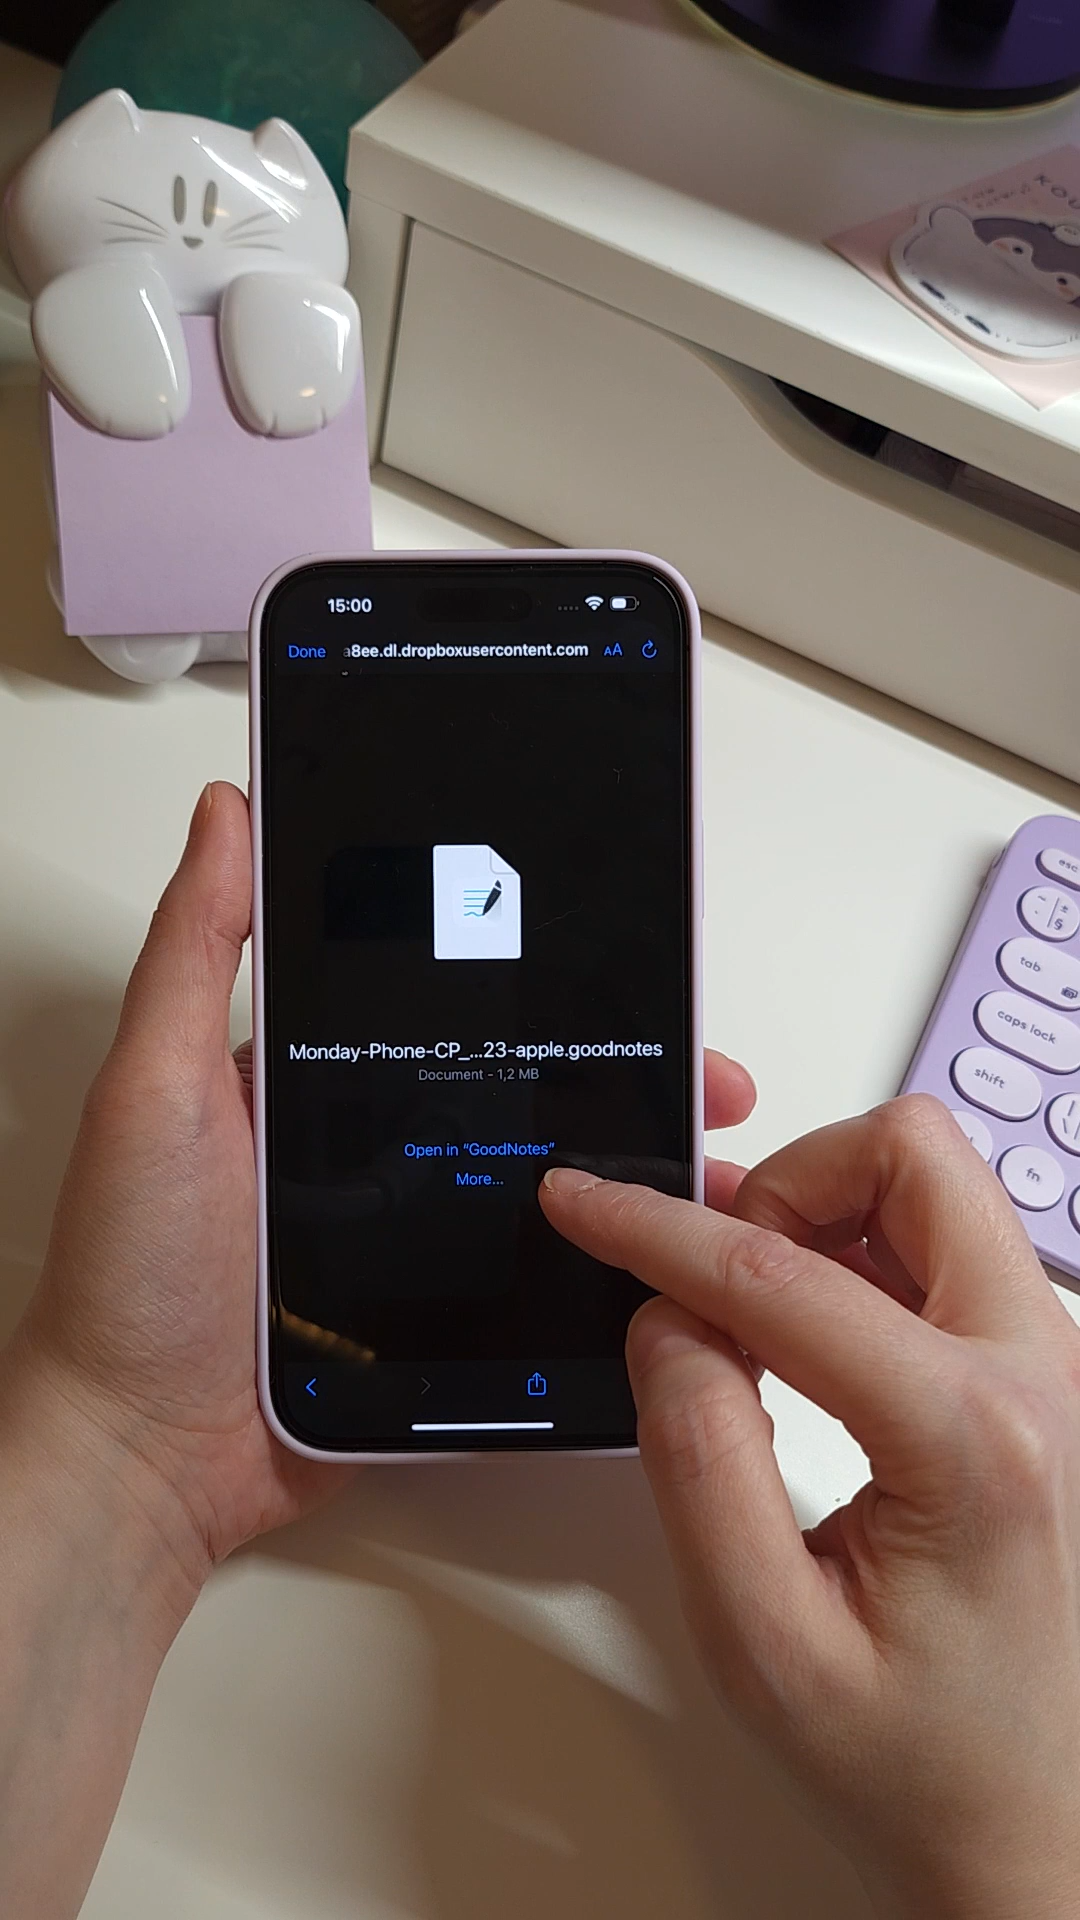 KOU
15:00
Done
a8ee.dl.dropboxusercontent.com
AA
Monday-Phone-CP_...23-apple.goodnotes
Document - 1,2 MB
Open in “GoodNotes”
More...
esc
~
±
§
tab
caps lock
shift
fn